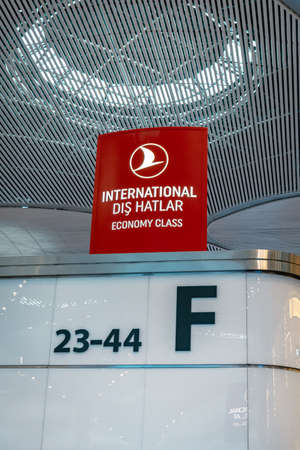 INTERNATIONAL
DIŞ HATLAR
ECONOMY CLASS
23-44 F